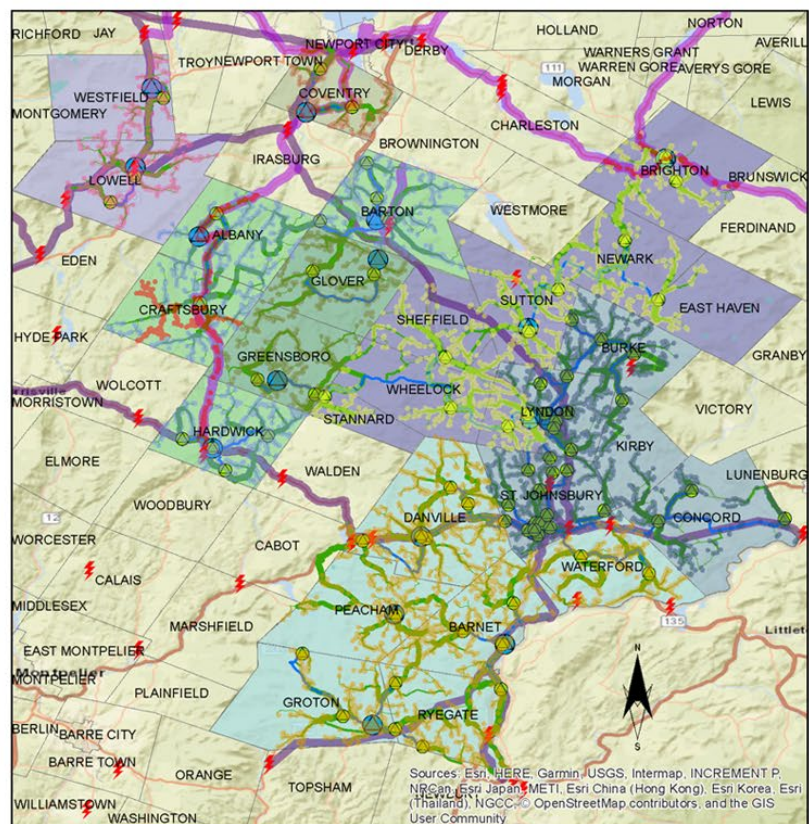 NORTON
RICHFORD JAY
HOLLAND
AVERILL
NEWPORT CITY
DERBY
WARNERS GRANT
TROY NEWPORT TOWN
WARREN GORE AVERYS GORE
111
MORGAN
WESTFIELD
COVENTRY
LEWIS
MONTGOMERY
CHARLESTON
BROWNINGTON
IRASBURG
BRIGHTON
LOWELL
BRUNSWICK
WESTMORE
BARTON
FERDINAND
ALBANY
EDEN
NEWARK
GLOVER
SUTTON
CRAFTSBURY
EAST HAVEN
SHEFFIELD
HYDE PARK
BURKE
GREENSBORO
GRANBY
WOLCOTT
WHEELOCK
MORRISTOWN
VICTORY
STANNARD
LYNDON
HARDWICK
KIRBY
ELMORE
WALDEN
LUNENBURG
WOODBURY
ST. JOHNSBURY
12
DANVILLE
CONCORD
WORCESTER
CABOT
WATERFORD
CALAIS
MIDDLESEX
PEACHAM
MARSHFIELD
BARNET
135
EAST MONTPELIER
Montpelier
MONTPELIER
PLAINFIELD
N
GROTON
RYEGATE
BERLIN
BARRE CITY
S
BARRE TOWN
ORANGE
TOPSHAM
WILLIAMSTOWN
WASHINGTON
Sources: Esri, HERE, Garmin, USGS, Intermap, INCREMENT P,
NRCan, Esri Japan, METI, Esri China (Hong Kong), Esri Korea, Esri
(Thailand), NGCC, © OpenStreetMap contributors, and the GIS
User Community